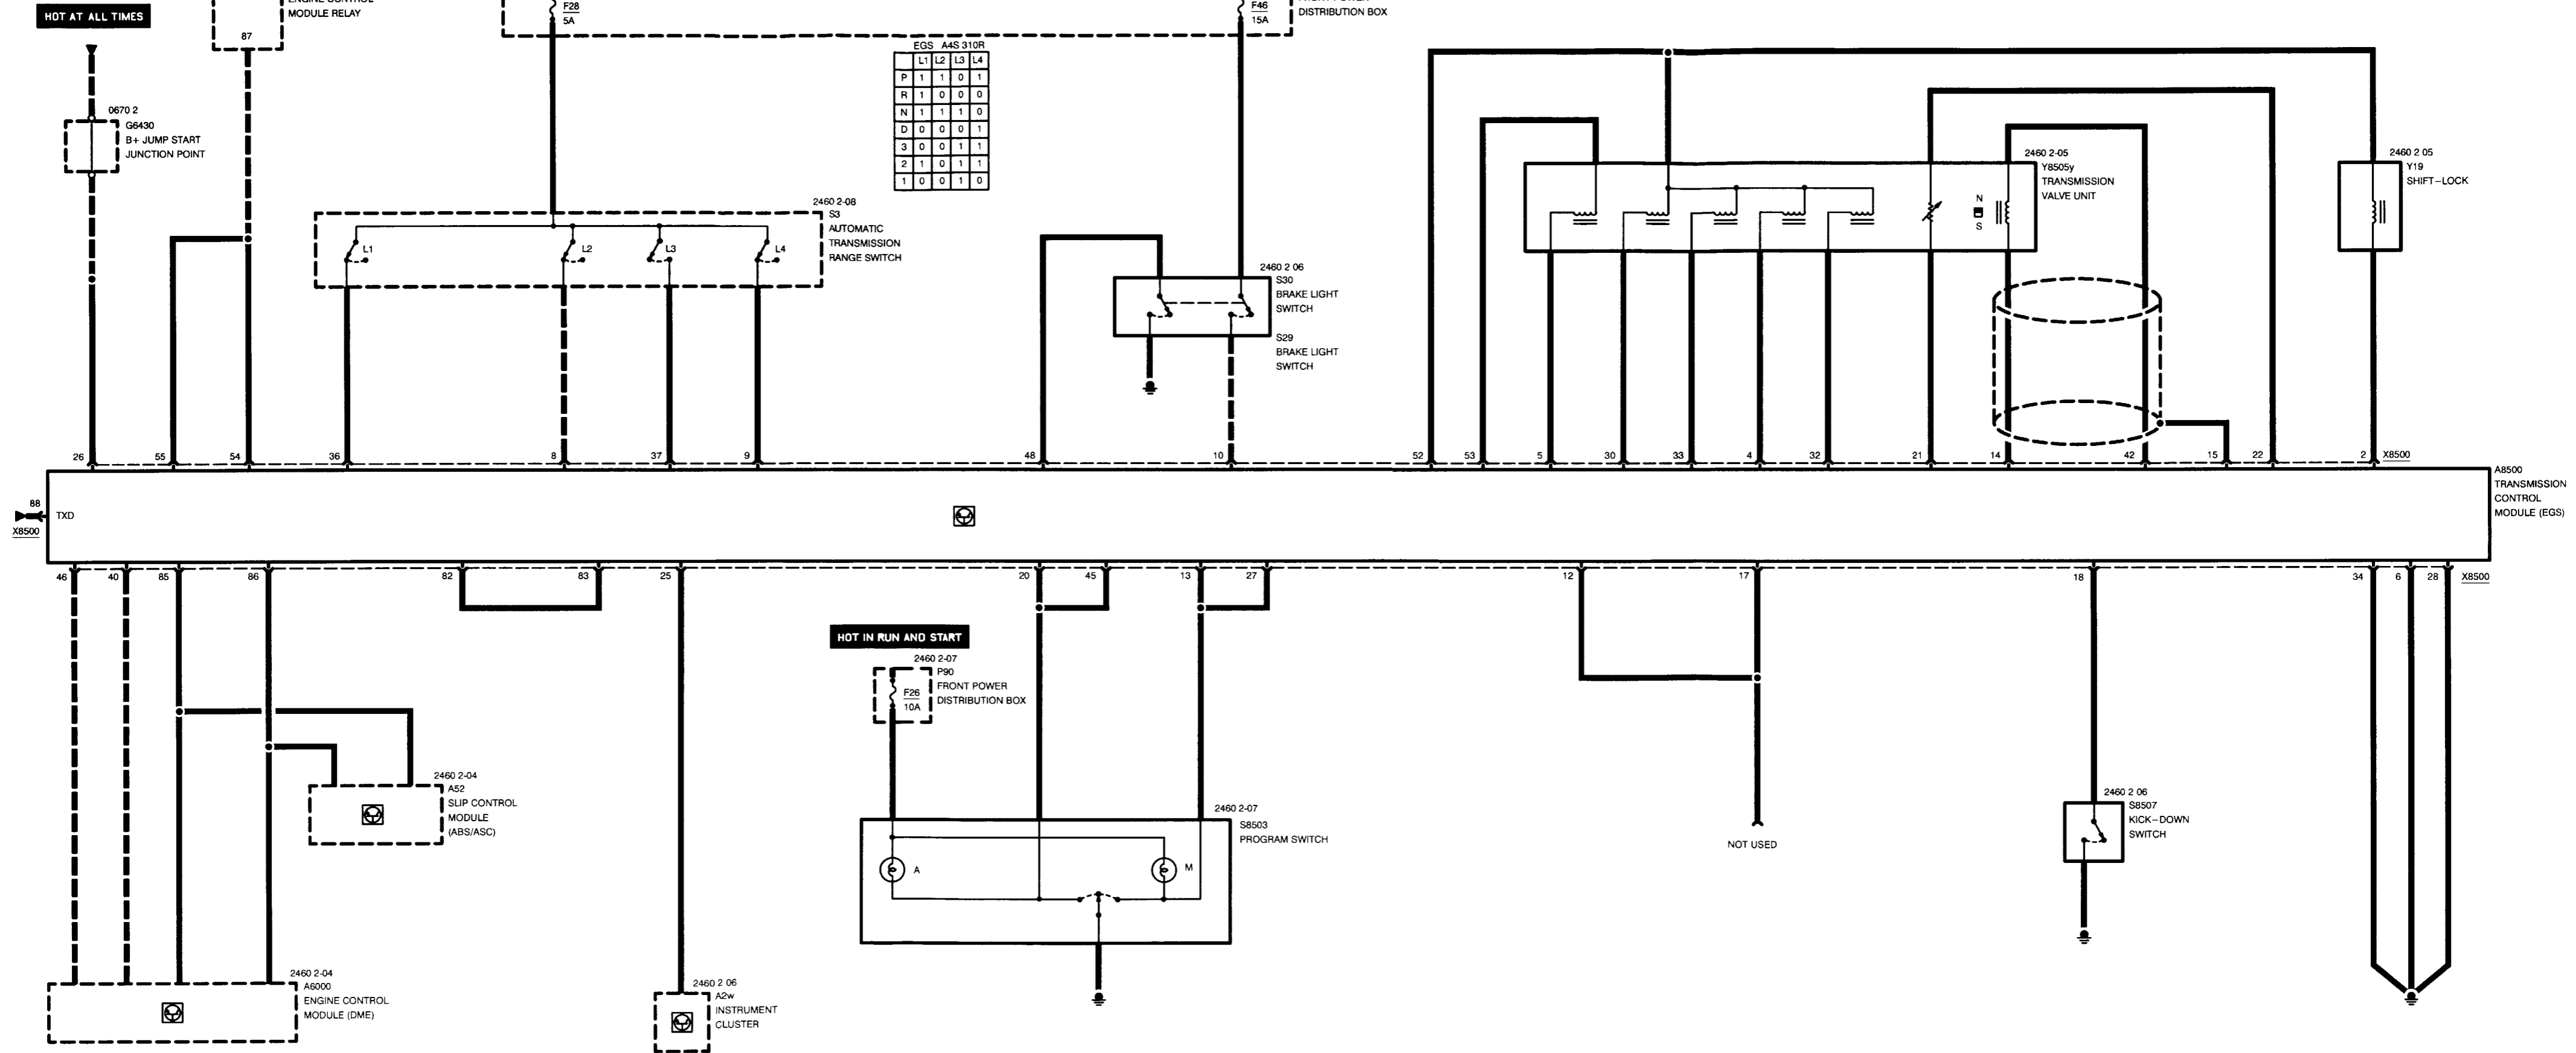 HOT AT ALL TIMES
MODULE RELAY
87
F28
5A
F46
15A
DISTRIBUTION BOX
EGS A4S 310R
L1 L2 L3 L4
P 1 1 0 1
R 1 0 0 0
N 1 1 1 0
D 0 0 0 1
3 0 0 1 1
2 1 0 1 1
1 0 0 1 0
0670 2
G6430
B+ JUMP START
JUNCTION POINT
2460 2-08
S3
AUTOMATIC
TRANSMISSION
RANGE SWITCH
L1
L2
L3
L4
2460 2 06
S30
BRAKE LIGHT
SWITCH
S29
BRAKE LIGHT
SWITCH
2460 2-05
Y8505y
TRANSMISSION
VALVE UNIT
N
S
2460 2 05
Y19
SHIFT-LOCK
26 55 54 36 8 37 9 48 10 52 53 5 30 33 4 32 21 14 42 15 22 2 X8500
A8500
TRANSMISSION
CONTROL
MODULE (EGS)
88
TXD
X8500
46 40 85 86 82 83 25 20 45 13 27 12 17 18 34 6 28 X8500
HOT IN RUN AND START
2460 2-07
P90
FRONT POWER
DISTRIBUTION BOX
F26
10A
2460 2-04
A52
SLIP CONTROL
MODULE
(ABS/ASC)
2460 2-07
S8503
PROGRAM SWITCH
A
M
NOT USED
2460 2 06
S8507
KICK-DOWN
SWITCH
2460 2-04
A6000
ENGINE CONTROL
MODULE (DME)
2460 2 06
A2w
INSTRUMENT
CLUSTER